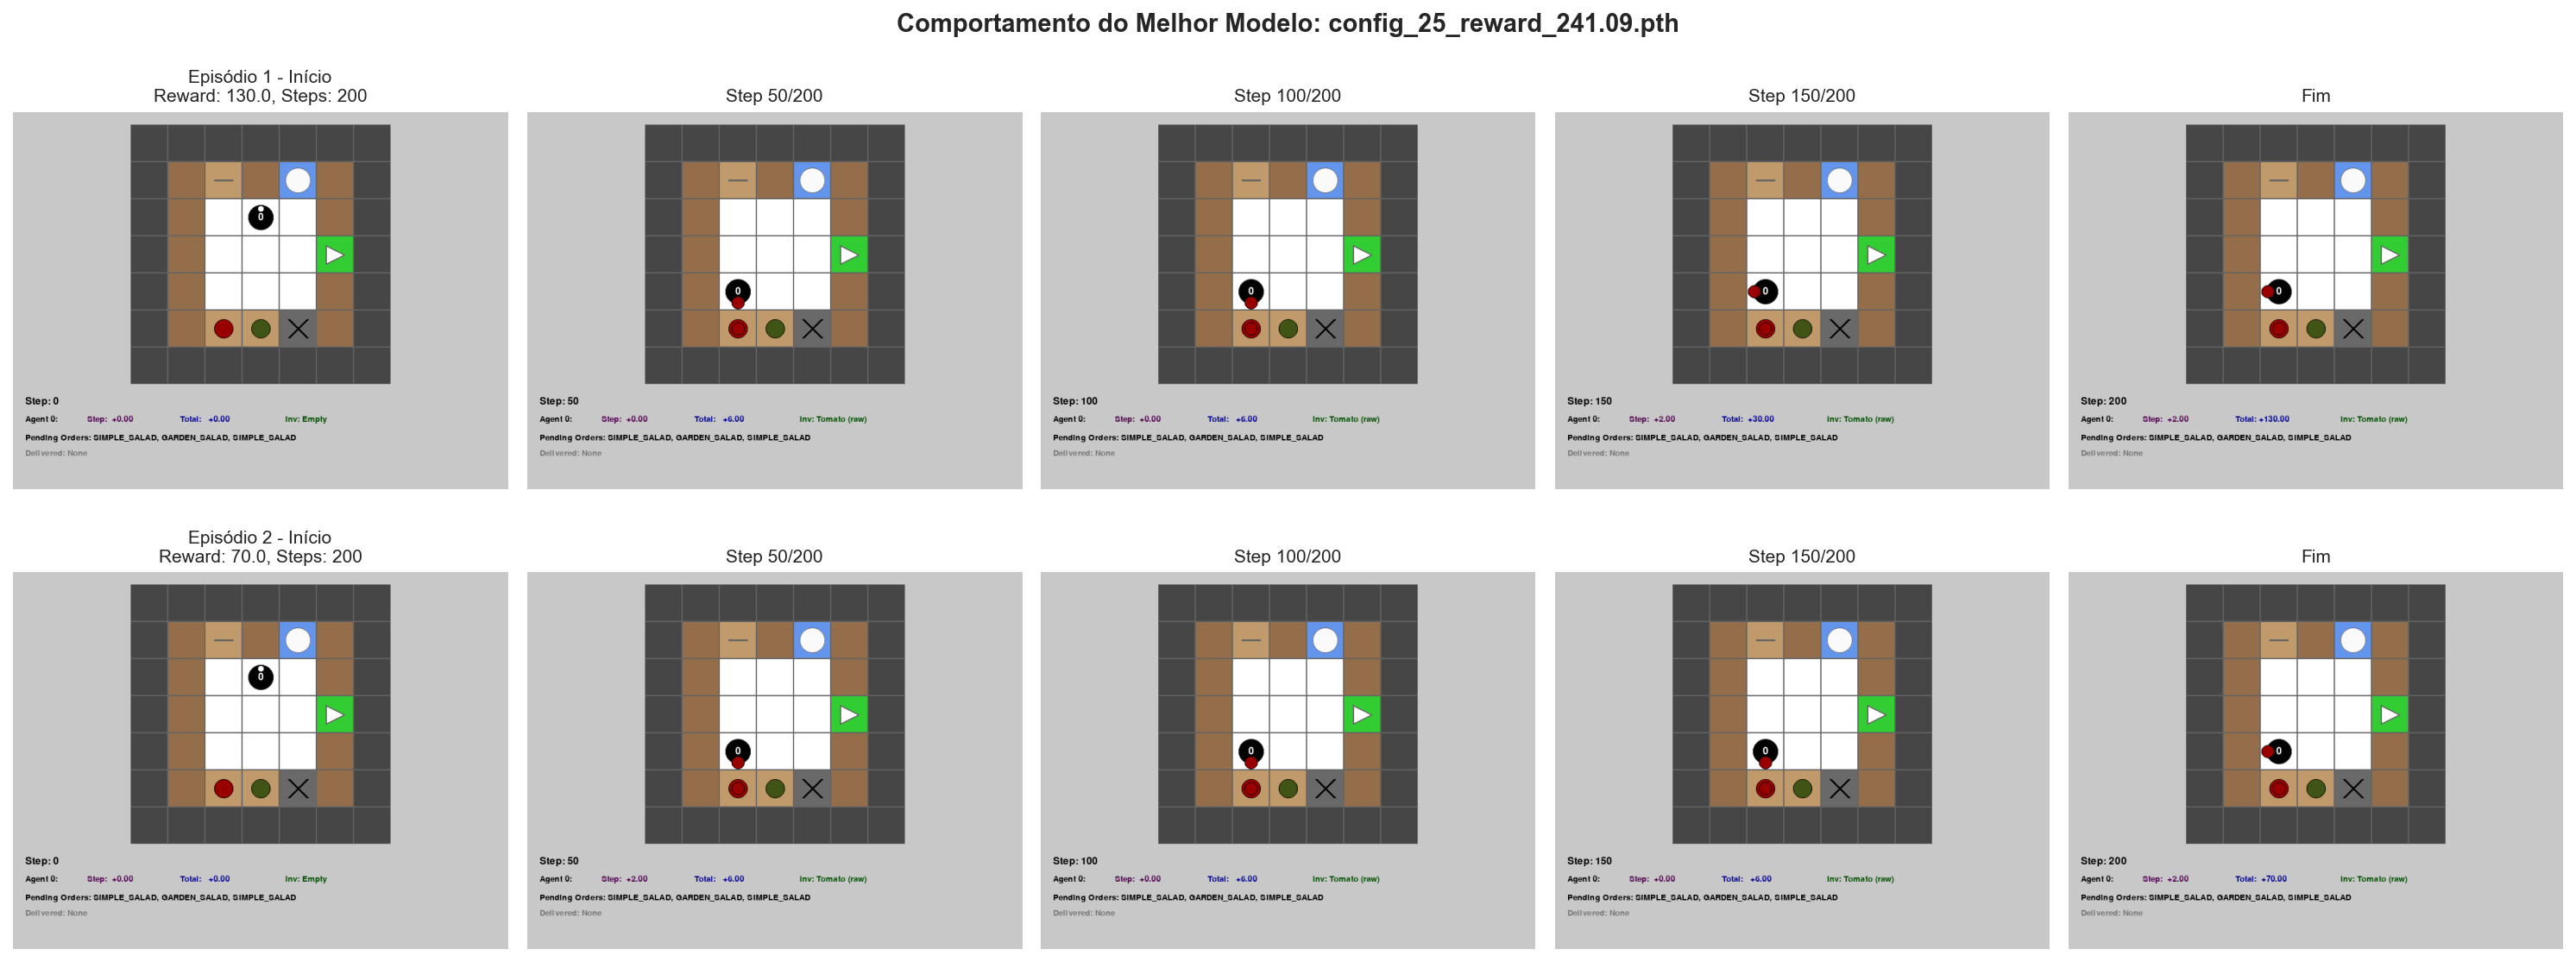 Comportamento do Melhor Modelo: config_25_reward_241.09.pth
Episódio 1 - Início
Reward: 130.0, Steps: 200
Step 50/200
Step 100/200
Step 150/200
Fim
0
0
0
0
0
Step: 0
Agent 0: Step: +0.00 Total: +0.00 Inv: Empty
Pending Orders: SIMPLE_SALAD, GARDEN_SALAD, SIMPLE_SALAD
Delivered: None
Step: 50
Agent 0: Step: +0.00 Total: +6.00 Inv: Tomato (raw)
Pending Orders: SIMPLE_SALAD, GARDEN_SALAD, SIMPLE_SALAD
Delivered: None
Step: 100
Agent 0: Step: +0.00 Total: +6.00 Inv: Tomato (raw)
Pending Orders: SIMPLE_SALAD, GARDEN_SALAD, SIMPLE_SALAD
Delivered: None
Step: 150
Agent 0: Step: +2.00 Total: +30.00 Inv: Tomato (raw)
Pending Orders: SIMPLE_SALAD, GARDEN_SALAD, SIMPLE_SALAD
Delivered: None
Step: 200
Agent 0: Step: +2.00 Total: +130.00 Inv: Tomato (raw)
Pending Orders: SIMPLE_SALAD, GARDEN_SALAD, SIMPLE_SALAD
Delivered: None
Episódio 2 - Início
Reward: 70.0, Steps: 200
Step 50/200
Step 100/200
Step 150/200
Fim
0
0
0
0
0
Step: 0
Agent 0: Step: +0.00 Total: +0.00 Inv: Empty
Pending Orders: SIMPLE_SALAD, GARDEN_SALAD, SIMPLE_SALAD
Delivered: None
Step: 50
Agent 0: Step: +2.00 Total: +6.00 Inv: Tomato (raw)
Pending Orders: SIMPLE_SALAD, GARDEN_SALAD, SIMPLE_SALAD
Delivered: None
Step: 100
Agent 0: Step: +0.00 Total: +6.00 Inv: Tomato (raw)
Pending Orders: SIMPLE_SALAD, GARDEN_SALAD, SIMPLE_SALAD
Delivered: None
Step: 150
Agent 0: Step: +0.00 Total: +6.00 Inv: Tomato (raw)
Pending Orders: SIMPLE_SALAD, GARDEN_SALAD, SIMPLE_SALAD
Delivered: None
Step: 200
Agent 0: Step: +2.00 Total: +70.00 Inv: Tomato (raw)
Pending Orders: SIMPLE_SALAD, GARDEN_SALAD, SIMPLE_SALAD
Delivered: None